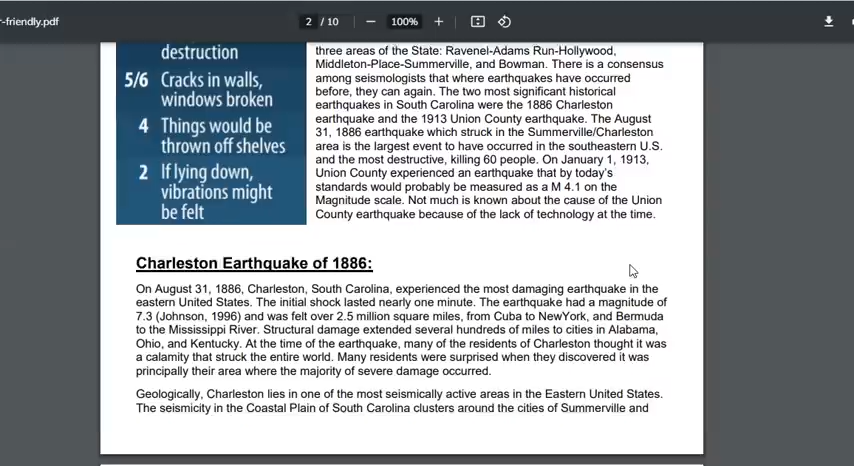 r-friendly.pdf
2 / 10
100%
destruction
5/6 Cracks in walls,
windows broken
4 Things would be
thrown off shelves
2 If lying down,
vibrations might
be felt
three areas of the State: Ravenel-Adams Run-Hollywood,
Middleton-Place-Summerville, and Bowman. There is a consensus
among seismologists that where earthquakes have occurred
before, they can again. The two most significant historical
earthquakes in South Carolina were the 1886 Charleston
earthquake and the 1913 Union County earthquake. The August
31, 1886 earthquake which struck in the Summerville/Charleston
area is the largest event to have occurred in the southeastern U.S.
and the most destructive, killing 60 people. On January 1, 1913,
Union County experienced an earthquake that by today's
standards would probably be measured as a M 4.1 on the
Magnitude scale. Not much is known about the cause of the Union
County earthquake because of the lack of technology at the time.
Charleston Earthquake of 1886:
On August 31, 1886, Charleston, South Carolina, experienced the most damaging earthquake in the
eastern United States. The initial shock lasted nearly one minute. The earthquake had a magnitude of
7.3 (Johnson, 1996) and was felt over 2.5 million square miles, from Cuba to NewYork, and Bermuda
to the Mississippi River. Structural damage extended several hundreds of miles to cities in Alabama,
Ohio, and Kentucky. At the time of the earthquake, many of the residents of Charleston thought it was
a calamity that struck the entire world. Many residents were surprised when they discovered it was
principally their area where the majority of severe damage occurred.
Geologically, Charleston lies in one of the most seismically active areas in the Eastern United States.
The seismicity in the Coastal Plain of South Carolina clusters around the cities of Summerville and